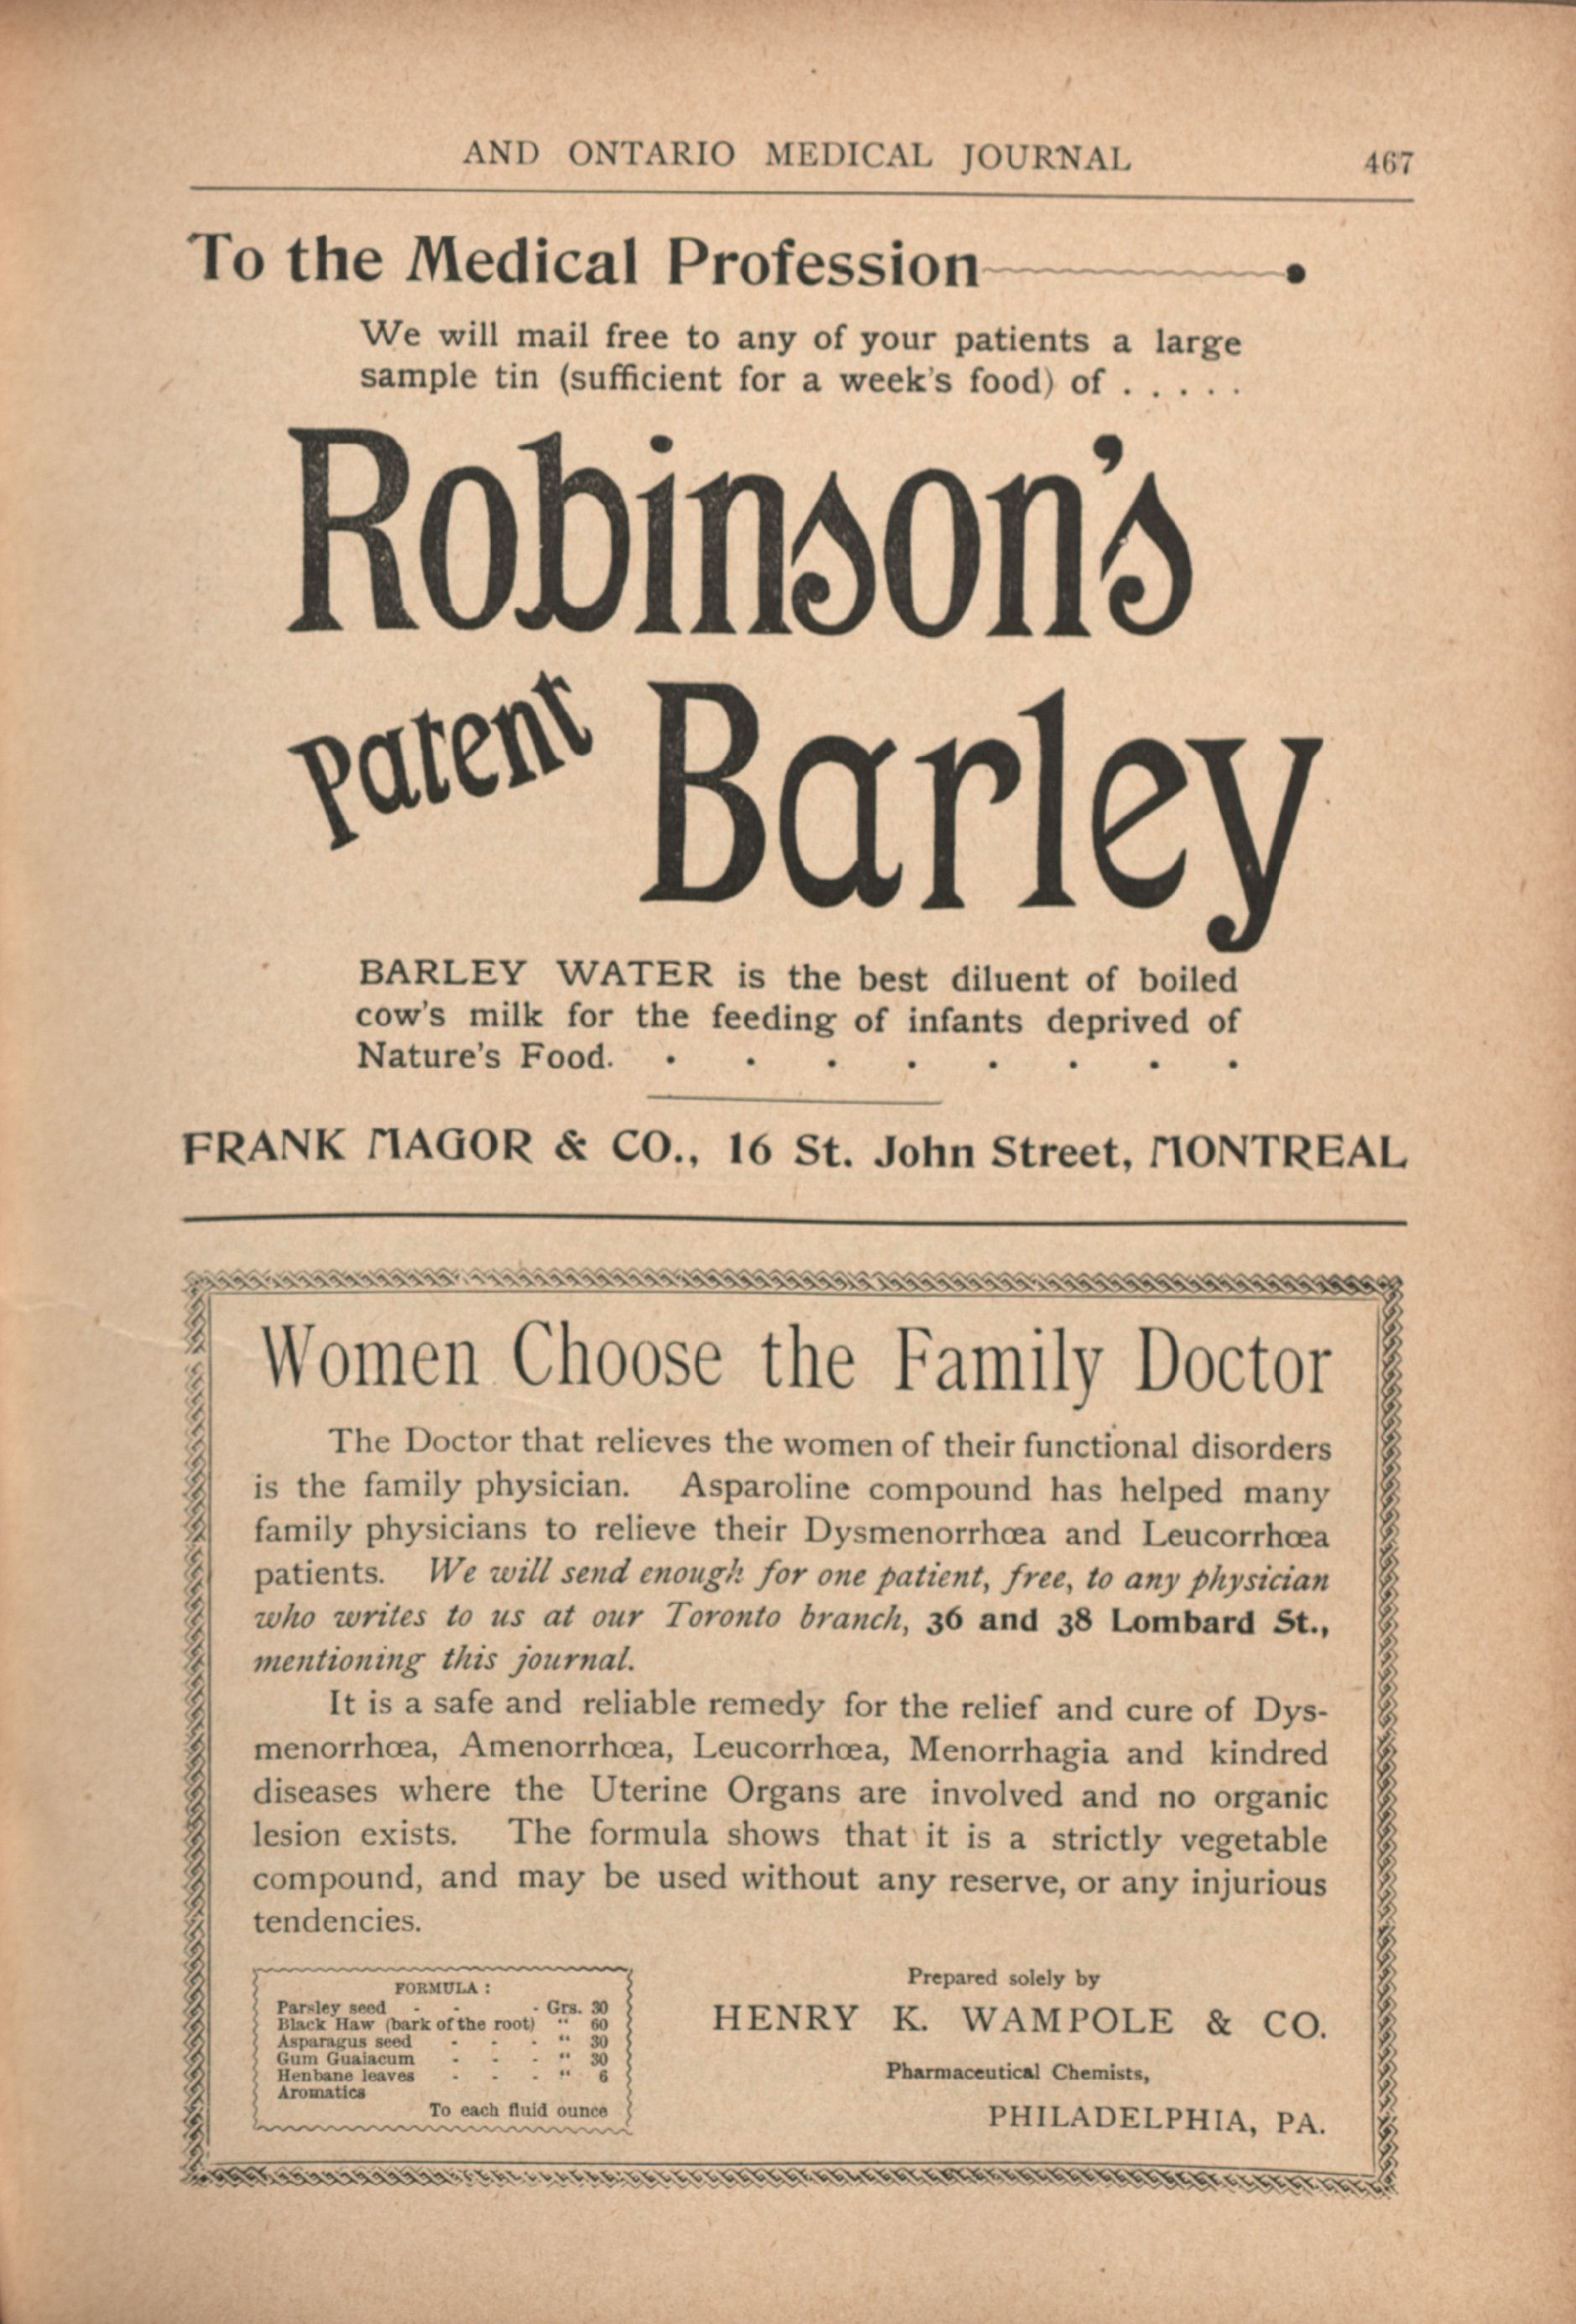 AND ONTARIO MEDICAL JOURNAL 467
To the Medical Profession
We will mail free to any of your patients a large
sample tin (sufficient for a week's food) of . . . . .
Robinson's
Patent Barley
BARLEY WATER is the best diluent of boiled
cow's milk for the feeding of infants deprived of
Nature's Food. . . . . . . . .
FRANK MAGOR & CO., 16 St. John Street, MONTREAL
Women Choose the Family Doctor
The Doctor that relieves the women of their functional disorders
is the family physician. Asparoline compound has helped many
family physicians to relieve their Dysmenorrhœa and Leucorrhœa
patients. We will send enough for one patient, free, to any physician
who writes to us at our Toronto branch, 36 and 38 Lombard St.,
mentioning this journal.
It is a safe and reliable remedy for the relief and cure of Dys-
menorrhœa, Amenorrhœa, Leucorrhœa, Menorrhagia and kindred
diseases where the Uterine Organs are involved and no organic
lesion exists. The formula shows that it is a strictly vegetable
compound, and may be used without any reserve, or any injurious
tendencies.
FORMULA :
Parsley seed - - - Grs. 30
Black Haw (bark of the root) " 60
Asparagus seed - - - " 30
Gum Guaiacum - - - " 30
Henbane leaves - - - " 6
Aromatics
To each fluid ounce
Prepared solely by
HENRY K. WAMPOLE & CO.
Pharmaceutical Chemists,
PHILADELPHIA, PA.